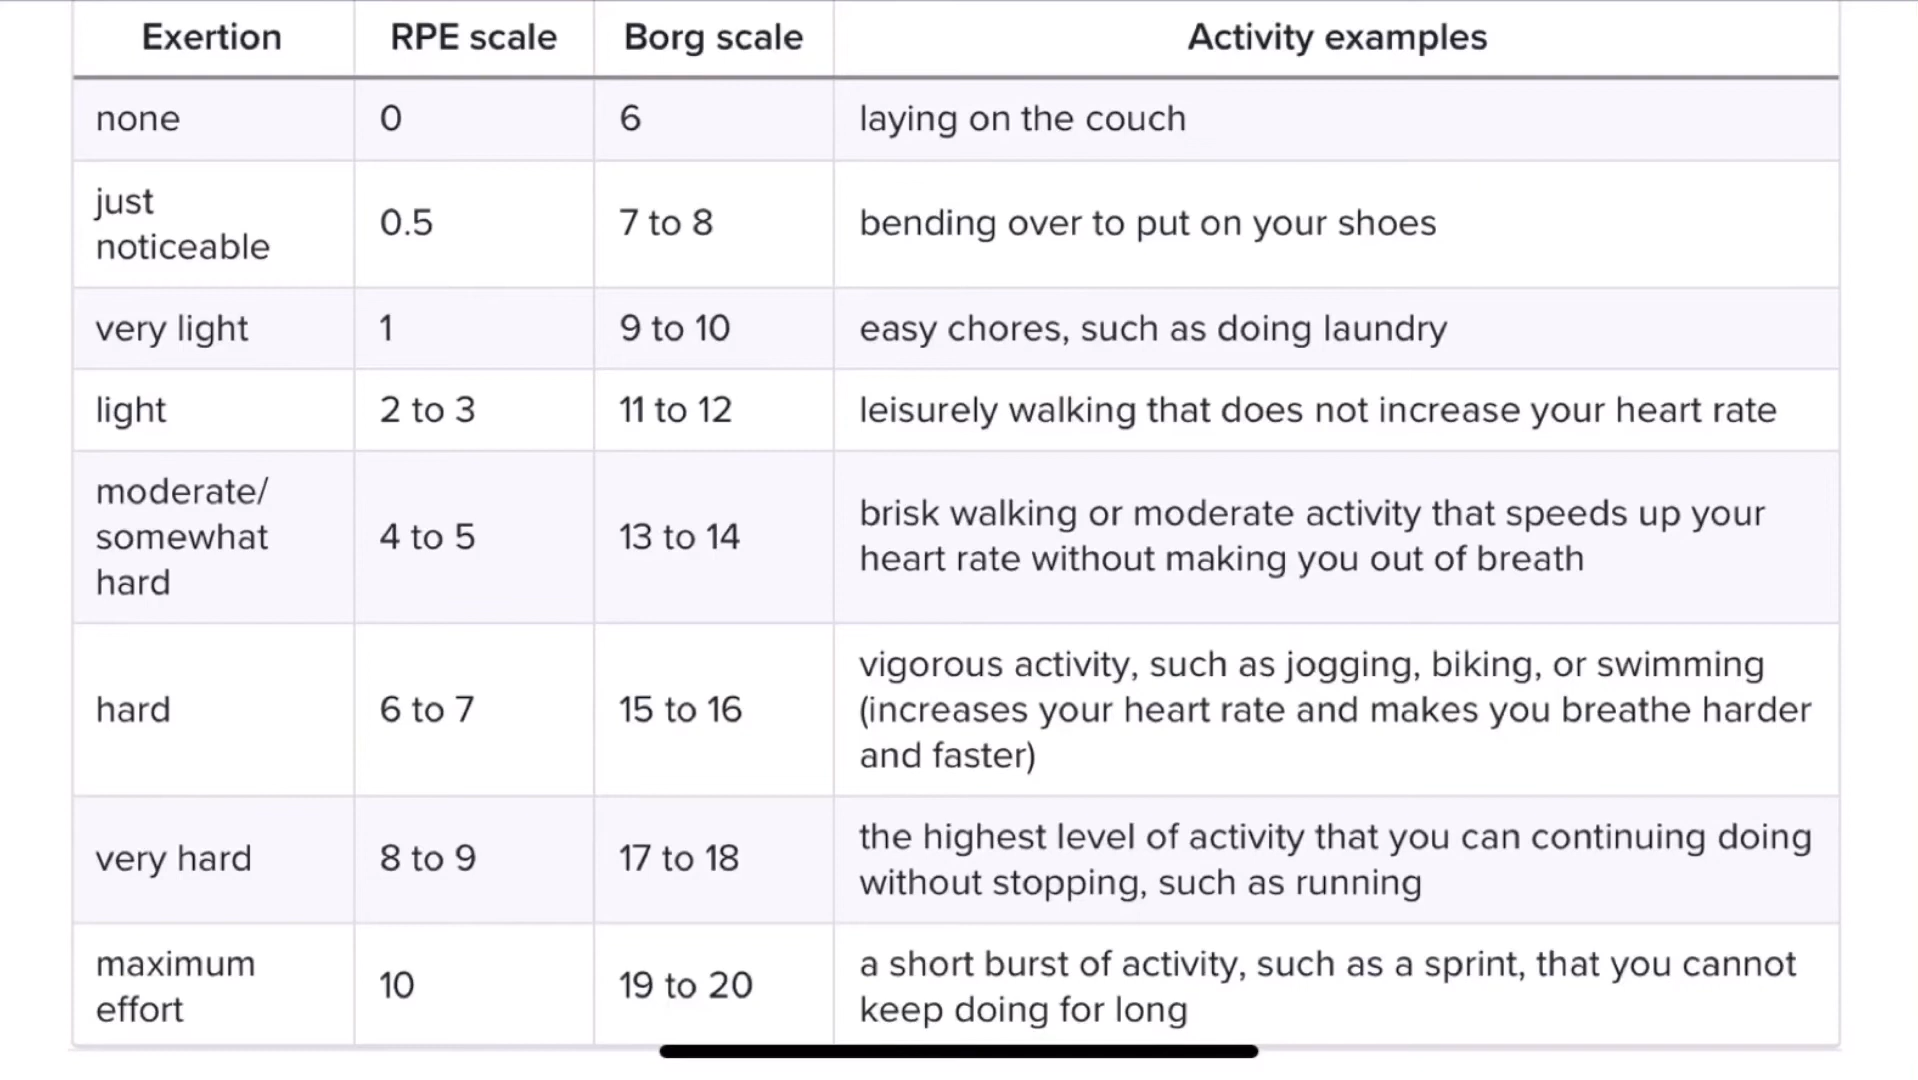 Exertion RPE scale Borg scale Activity examples
none 0 6 laying on the couch
just
noticeable 0.5 7 to 8 bending over to put on your shoes
very light 1 9 to 10 easy chores, such as doing laundry
light 2 to 3 11 to 12 leisurely walking that does not increase your heart rate
moderate/
somewhat
hard 4 to 5 13 to 14 brisk walking or moderate activity that speeds up your
heart rate without making you out of breath
hard 6 to 7 15 to 16 vigorous activity, such as jogging, biking, or swimming
(increases your heart rate and makes you breathe harder
and faster)
very hard 8 to 9 17 to 18 the highest level of activity that you can continuing doing
without stopping, such as running
maximum
effort 10 19 to 20 a short burst of activity, such as a sprint, that you cannot
keep doing for long